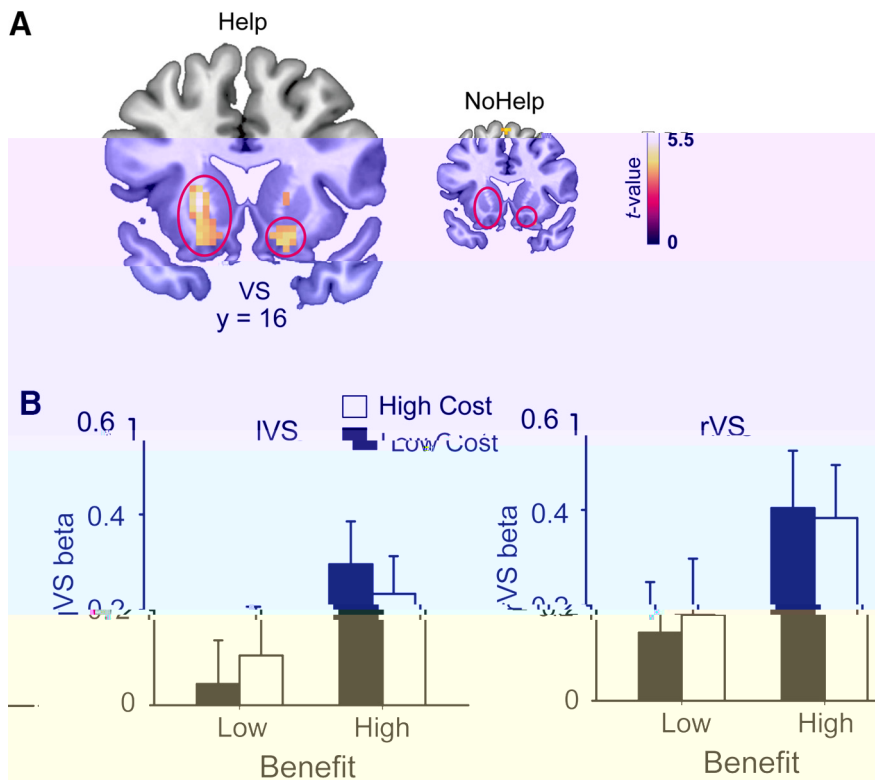 A
Help
NoHelp
5.5
t-value
0
VS
y = 16
B
High Cost
Low Cost
0.6
lVS
0.4
lVS beta
0.2
0
Low
High
Benefit
0.6
rVS
0.4
rVS beta
0.2
0
Low
High
Benefit